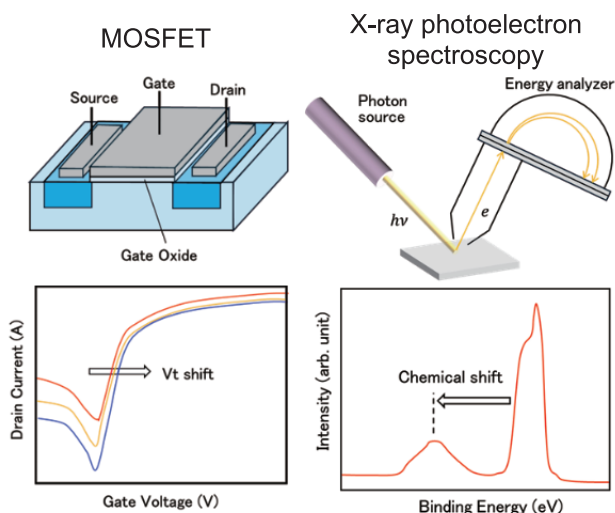 MOSFET
Gate
Source
Drain
Gate Oxide
X-ray photoelectron
spectroscopy
Energy analyzer
Photon
source
hν
e
Drain Current (A)
Vt shift
Gate Voltage (V)
Intensity (arb. unit)
Chemical shift
Binding Energy (eV)